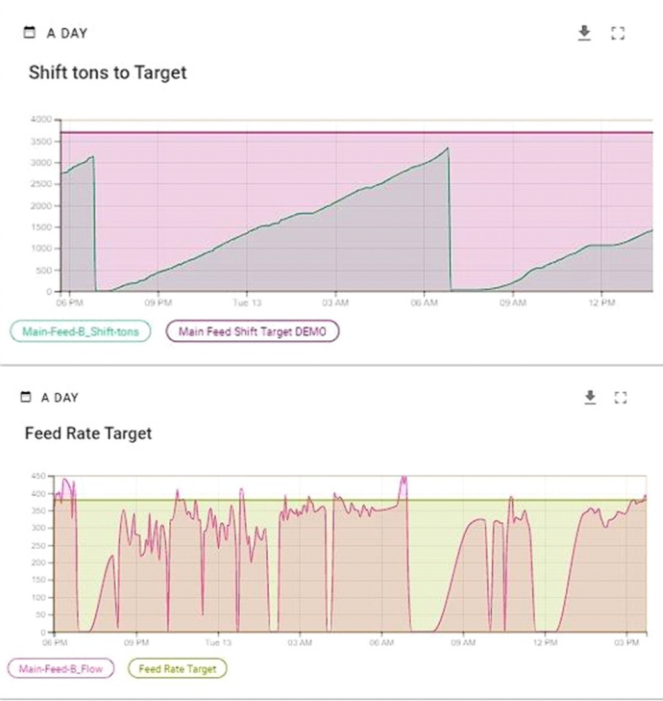 A DAY
Shift tons to Target
4000
3500
3000
2500
2000
1500
1000
500
0
06 PM 09 PM Tue 13 03 AM 06 AM 09 AM 12 PM
Main-Feed-B_Shift-tons Main Feed Shift Target DEMO
A DAY
Feed Rate Target
450
400
350
300
250
200
150
100
50
0
06 PM 09 PM Tue 13 03 AM 06 AM 09 AM 12 PM 03 PM
Main-Feed-B_Flow Feed Rate Target